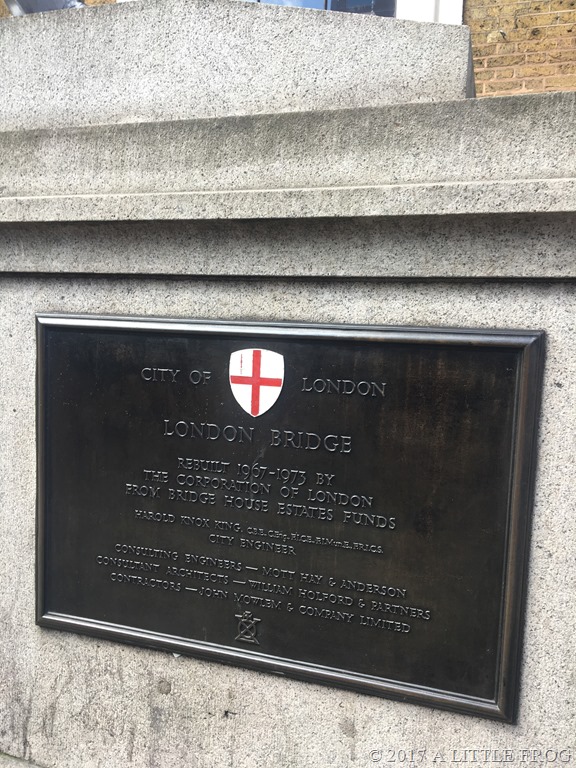 CITY OF LONDON
LONDON BRIDGE
REBUILT 1967-1973 BY
THE CORPORATION OF LONDON
FROM BRIDGE HOUSE ESTATES FUNDS
HAROLD KNOX KING, C.B.E.
CITY ENGINEER
CONSULTING ENGINEERS — MOTT HAY & ANDERSON
CONSULTANT ARCHITECTS — WILLIAM HOLFORD & PARTNERS
CONTRACTORS — JOHN MOWLEM & COMPANY LIMITED
© 2017 A LITTLE FROG